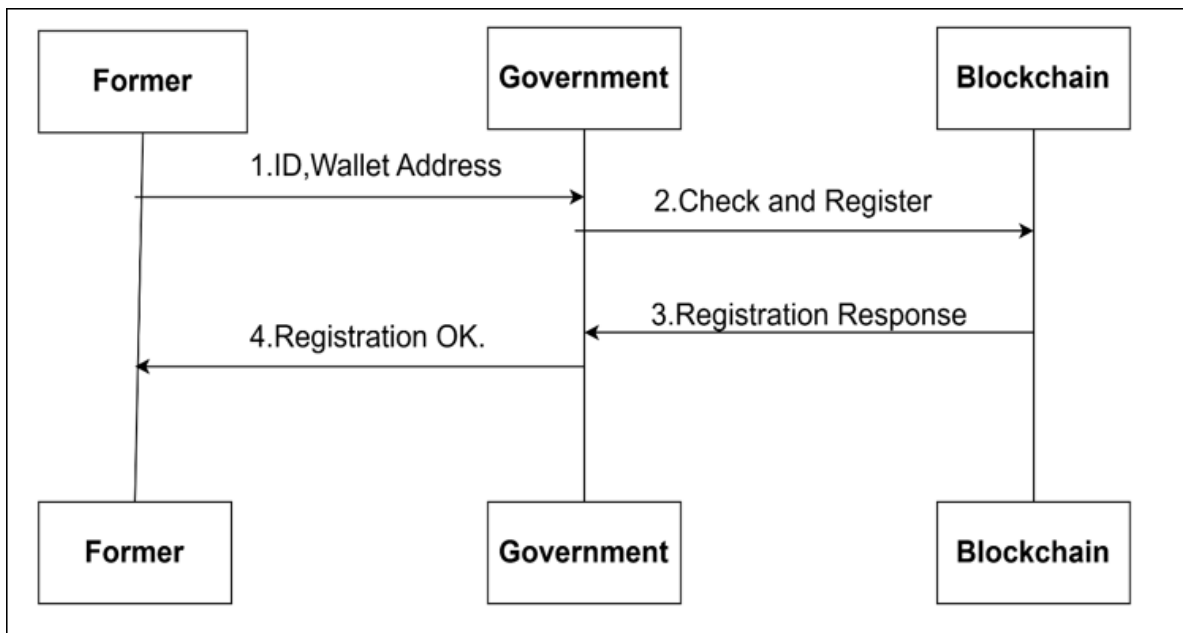 Former
Government
Blockchain
1.ID,Wallet Address
2.Check and Register
3.Registration Response
4.Registration OK.
Former
Government
Blockchain